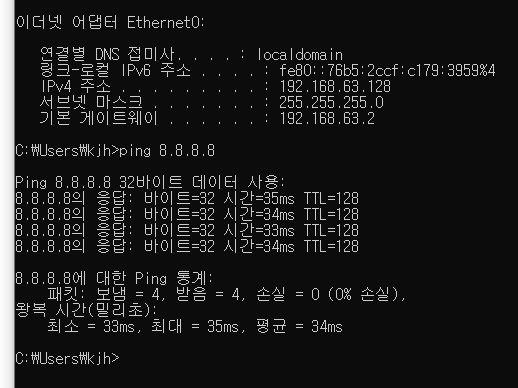 이더넷 어댑터 Ethernet0:
연결별 DNS 접미사. . . . : localdomain
링크-로컬 IPv6 주소 . . . . : fe80::76b5:2ccf:c179:3959%4
IPv4 주소 . . . . . . . . . : 192.168.63.128
서브넷 마스크 . . . . . . . : 255.255.255.0
기본 게이트웨이 . . . . . . : 192.168.63.2
C:₩Users₩kjh>ping 8.8.8.8
Ping 8.8.8.8 32바이트 데이터 사용:
8.8.8.8의 응답: 바이트=32 시간=35ms TTL=128
8.8.8.8의 응답: 바이트=32 시간=34ms TTL=128
8.8.8.8의 응답: 바이트=32 시간=33ms TTL=128
8.8.8.8의 응답: 바이트=32 시간=34ms TTL=128
8.8.8.8에 대한 Ping 통계:
패킷: 보냄 = 4, 받음 = 4, 손실 = 0 (0% 손실),
왕복 시간(밀리초):
최소 = 33ms, 최대 = 35ms, 평균 = 34ms
C:₩Users₩kjh>